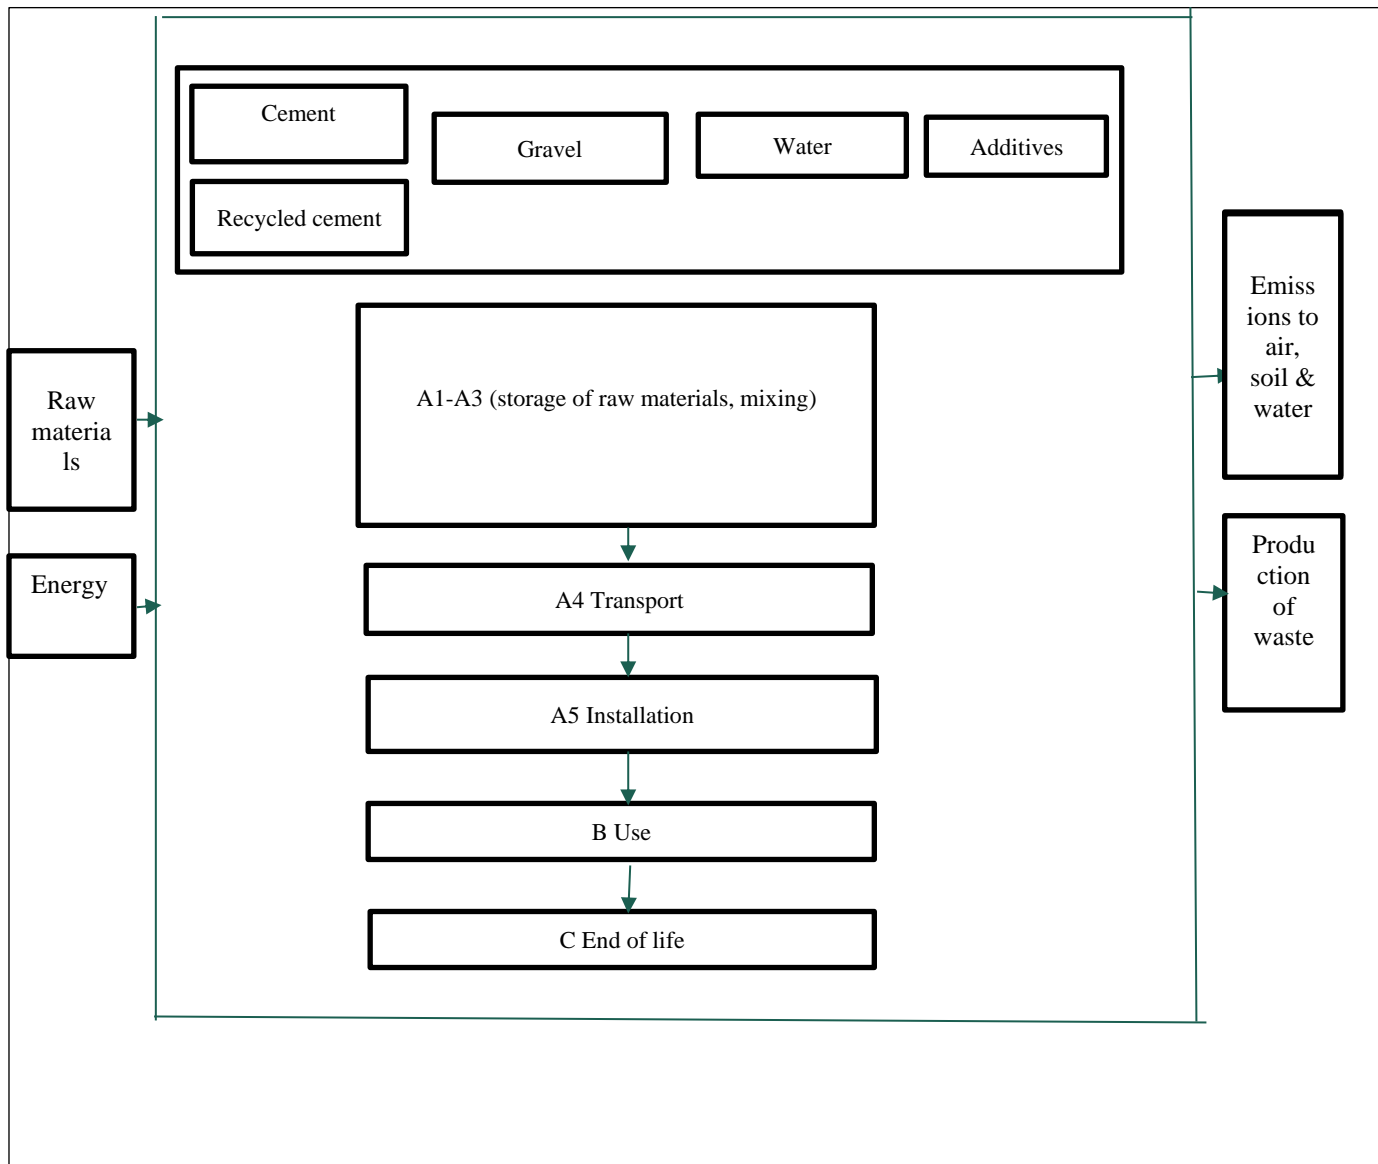 Cement
Gravel
Water
Additives
Recycled cement
A1-A3 (storage of raw materials, mixing)
Raw
materia
ls
Energy
A4 Transport
A5 Installation
B Use
C End of life
Emiss
ions to
air,
soil &
water
Produ
ction
of
waste